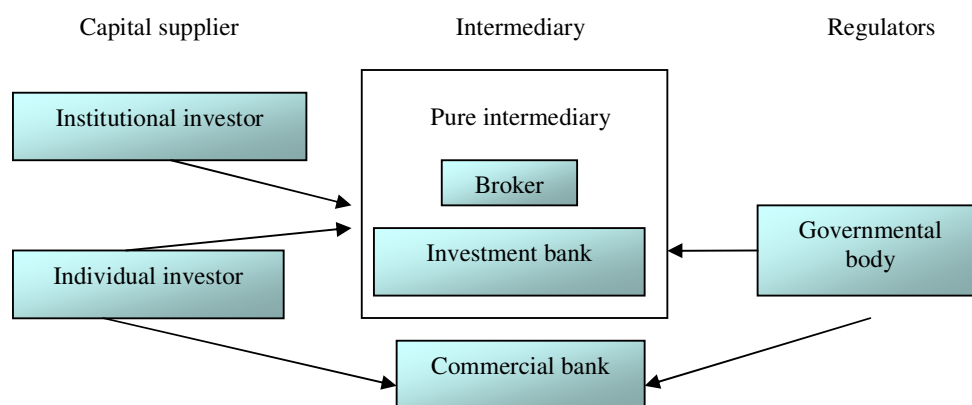 Capital supplier
Intermediary
Regulators
Institutional investor
Pure intermediary
Broker
Governmental
body
Investment bank
Individual investor
Commercial bank